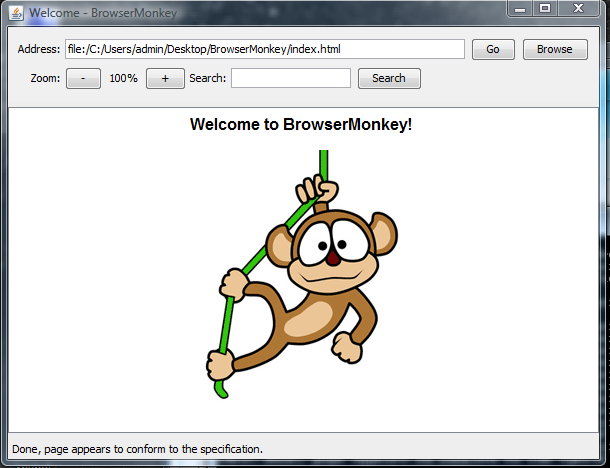 Welcome - BrowserMonkey
Address: file:/C:/Users/admin/Desktop/BrowserMonkey/index.html Go Browse
Zoom: - 100% + Search: Search
Welcome to BrowserMonkey!
Done, page appears to conform to the specification.